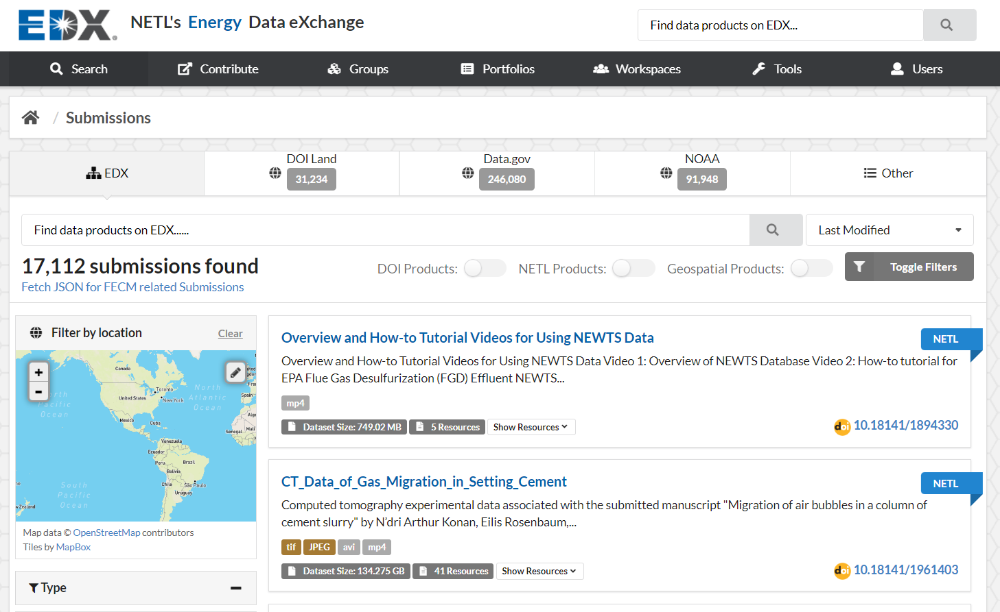 EDX
NETL's Energy Data eXchange
Find data products on EDX...
Search
Contribute
Groups
Portfolios
Workspaces
Tools
Users
/ Submissions
EDX
DOI Land
31,234
Data.gov
246,080
NOAA
91,948
Other
Find data products on EDX......
Last Modified
17,112 submissions found
DOI Products:
NETL Products:
Geospatial Products:
Toggle Filters
Fetch JSON for FECM related Submissions
Filter by location
Clear
+
-
Canada
United States
Toronto
New York
North
Atlantic
Ocean
Spain
Mexico
Cuba
Senegal
Mali
Venezuela
Ecuador
Peru
Brazil
Bolivia
Chile
São Paulo
Uruguay
South
Pacific
Ocean
Map data © OpenStreetMap contributors
Tiles by MapBox
Type
Overview and How-to Tutorial Videos for Using NEWTS Data
NETL
Overview and How-to Tutorial Videos for Using NEWTS Data Video 1: Overview of NEWTS Database Video 2: How-to tutorial for
EPA Flue Gas Desulfurization (FGD) Effluent NEWTS...
mp4
Dataset Size: 749.02 MB
5 Resources
Show Resources
doi 10.18141/1894330
CT_Data_of_Gas_Migration_in_Setting_Cement
NETL
Computed tomography experimental data associated with the submitted manuscript "Migration of air bubbles in a column of
cement slurry" by N'dri Arthur Konan, Eilis Rosenbaum,...
tif JPEG avi mp4
Dataset Size: 134.275 GB
41 Resources
Show Resources
doi 10.18141/1961403